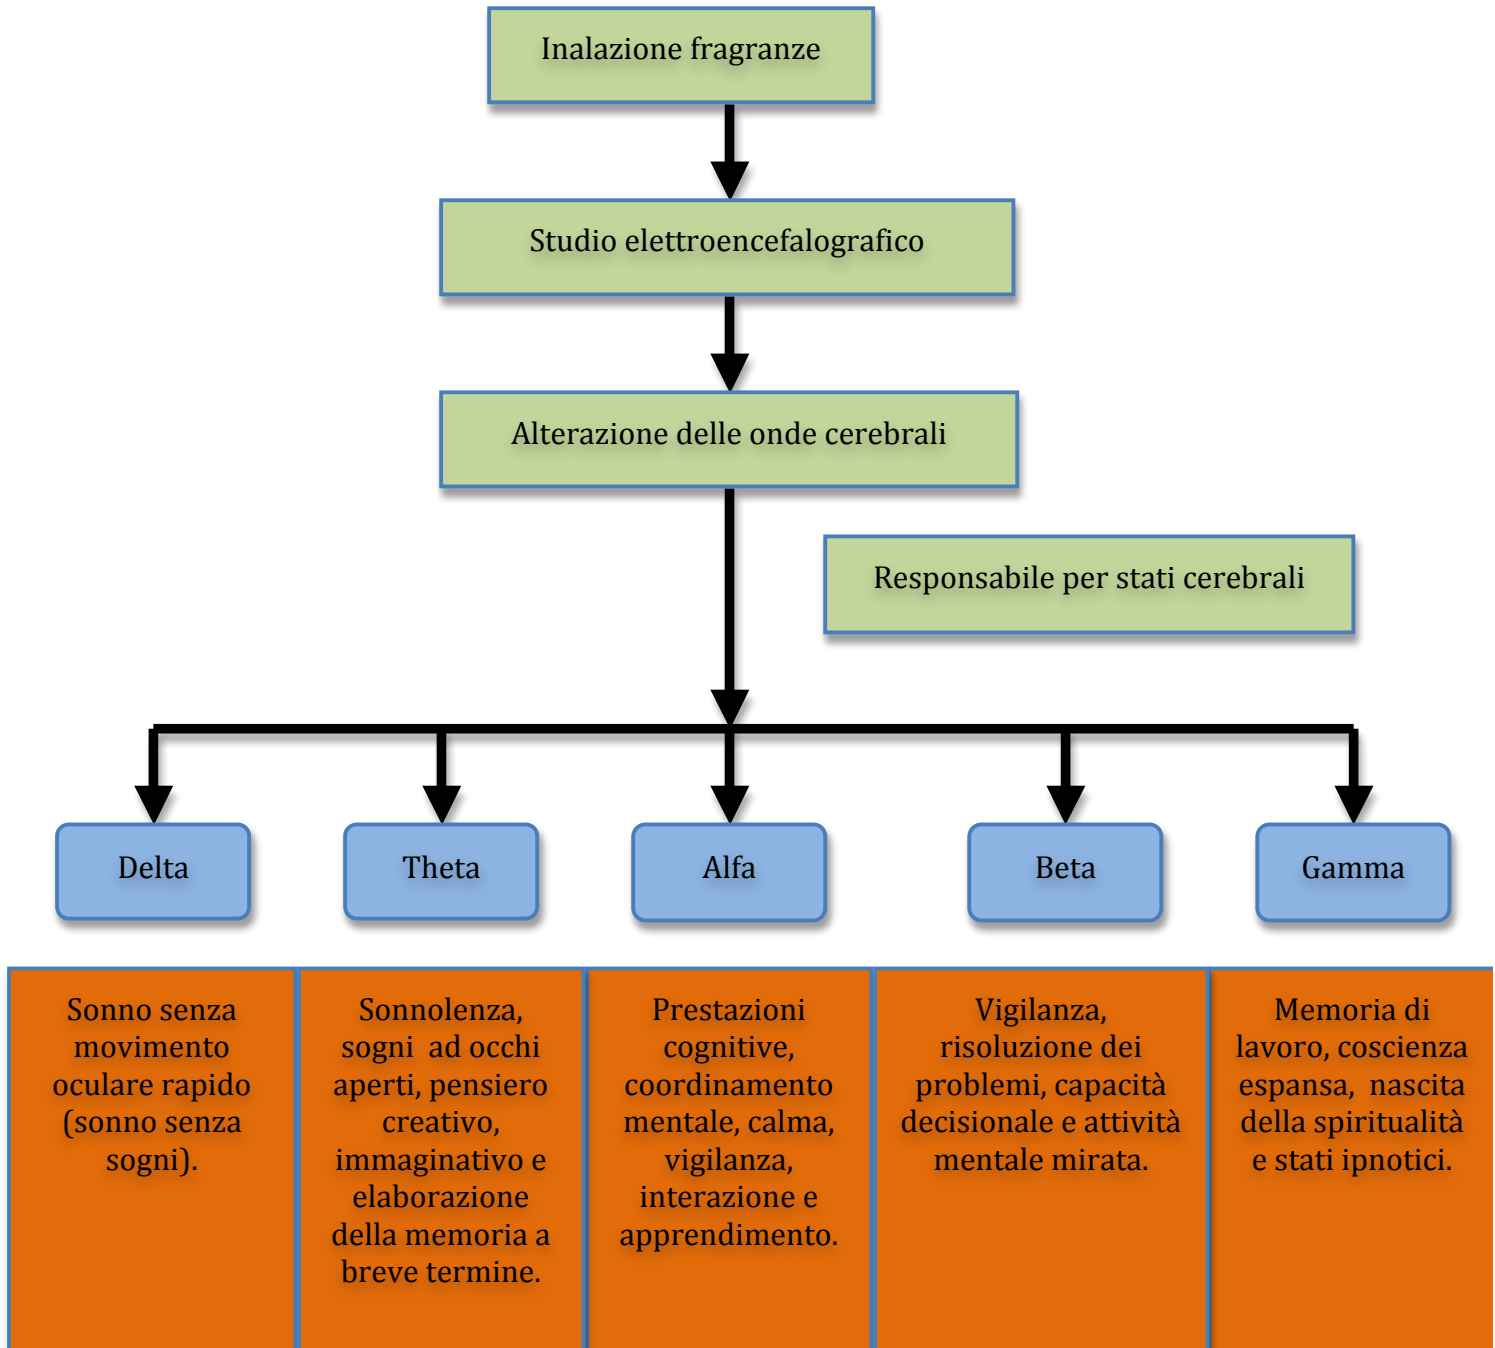 Inalazione fragranze
Studio elettroencefalografico
Alterazione delle onde cerebrali
Responsabile per stati cerebrali
Delta
Theta
Alfa
Beta
Gamma
Sonno senza
movimento
oculare rapido
(sonno senza
sogni).
Sonnolenza,
sogni ad occhi
aperti, pensiero
creativo,
immaginativo e
elaborazione
della memoria a
breve termine.
Prestazioni
cognitive,
coordinamento
mentale, calma,
vigilanza,
interazione e
apprendimento.
Vigilanza,
risoluzione dei
problemi, capacità
decisionale e attività
mentale mirata.
Memoria di
lavoro, coscienza
espansa, nascita
della spiritualità
e stati ipnotici.